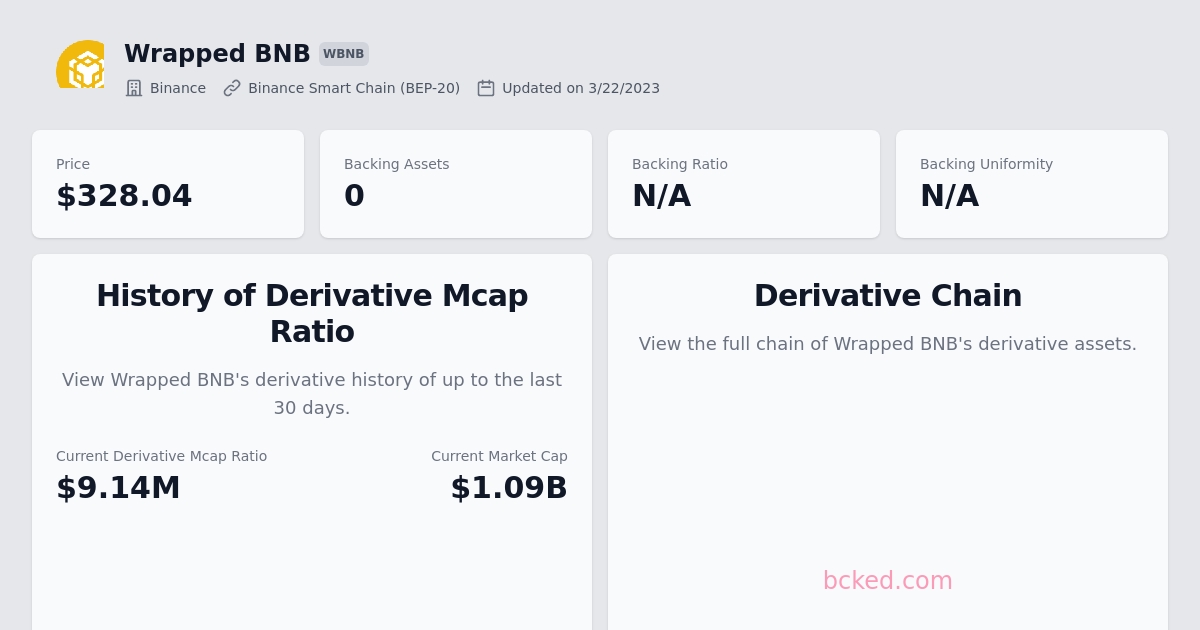 Wrapped BNB WBNB
Binance Binance Smart Chain (BEP-20) Updated on 3/22/2023
Price
$328.04
Backing Assets
0
Backing Ratio
N/A
Backing Uniformity
N/A
History of Derivative Mcap
Ratio
View Wrapped BNB's derivative history of up to the last
30 days.
Current Derivative Mcap Ratio
$9.14M
Current Market Cap
$1.09B
Derivative Chain
View the full chain of Wrapped BNB's derivative assets.
bcked.com